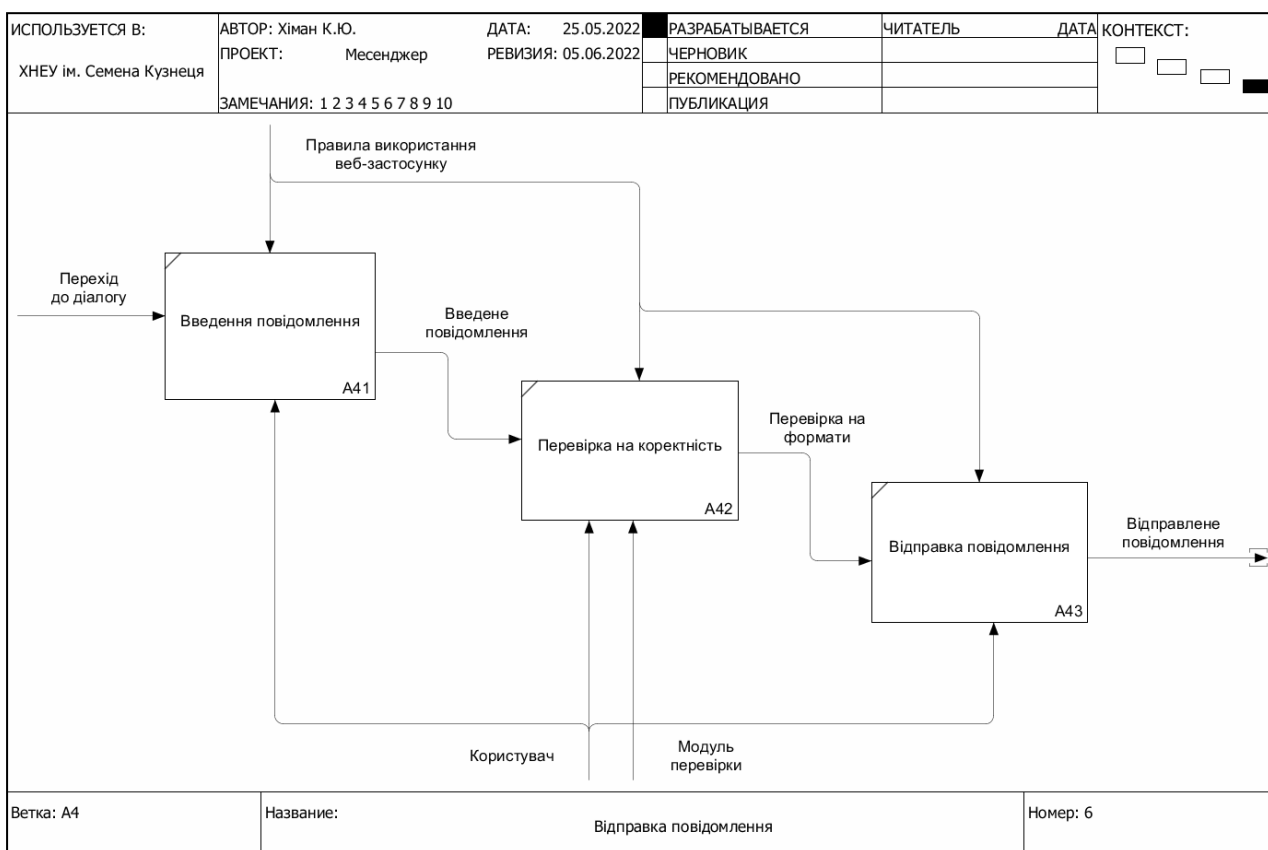 ИСПОЛЬЗУЕТСЯ В:
ХНЕУ ім. Семена Кузнеця
АВТОР: Хіман К.Ю.
ДАТА: 25.05.2022
ПРОЕКТ: Месенджер
РЕВИЗИЯ: 05.06.2022
ЗАМЕЧАНИЯ: 1 2 3 4 5 6 7 8 9 10
РАЗРАБАТЫВАЕТСЯ
ЧЕРНОВИК
РЕКОМЕНДОВАНО
ПУБЛИКАЦИЯ
ЧИТАТЕЛЬ
ДАТА
КОНТЕКСТ:
Правила використання
веб-застосунку
Перехід
до діалогу
Введення повідомлення
A41
Введене
повідомлення
Перевірка на коректність
A42
Перевірка на
формати
Відправка повідомлення
A43
Відправлене
повідомлення
Користувач
Модуль
перевірки
Ветка: A4
Название:
Відправка повідомлення
Номер: 6